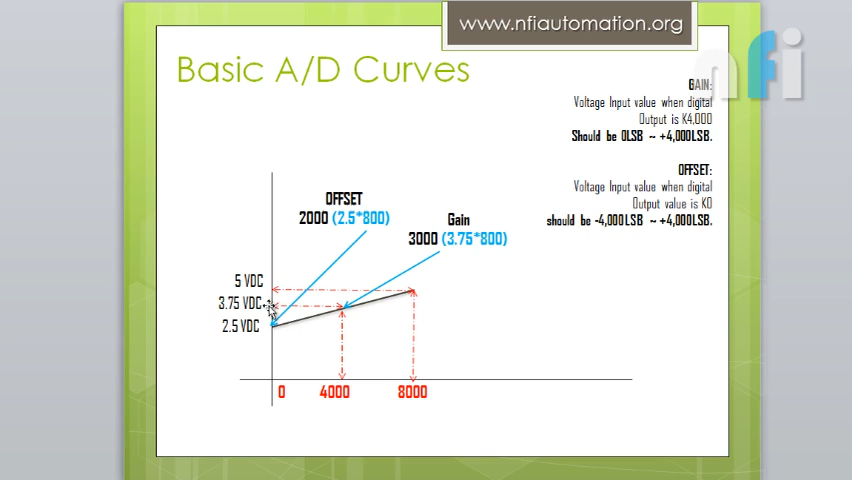 www.nfiautomation.org
Basic A/D Curves
nfi
GAIN:
Voltage Input value when digital
Output is K4,000
Should be 0LSB ~ +4,000LSB.
OFFSET:
Voltage Input value when digital
Output value is K0
should be -4,000LSB ~ +4,000LSB.
OFFSET
2000 (2.5*800)
Gain
3000 (3.75*800)
5 VDC
3.75 VDC
2.5 VDC
0 4000 8000